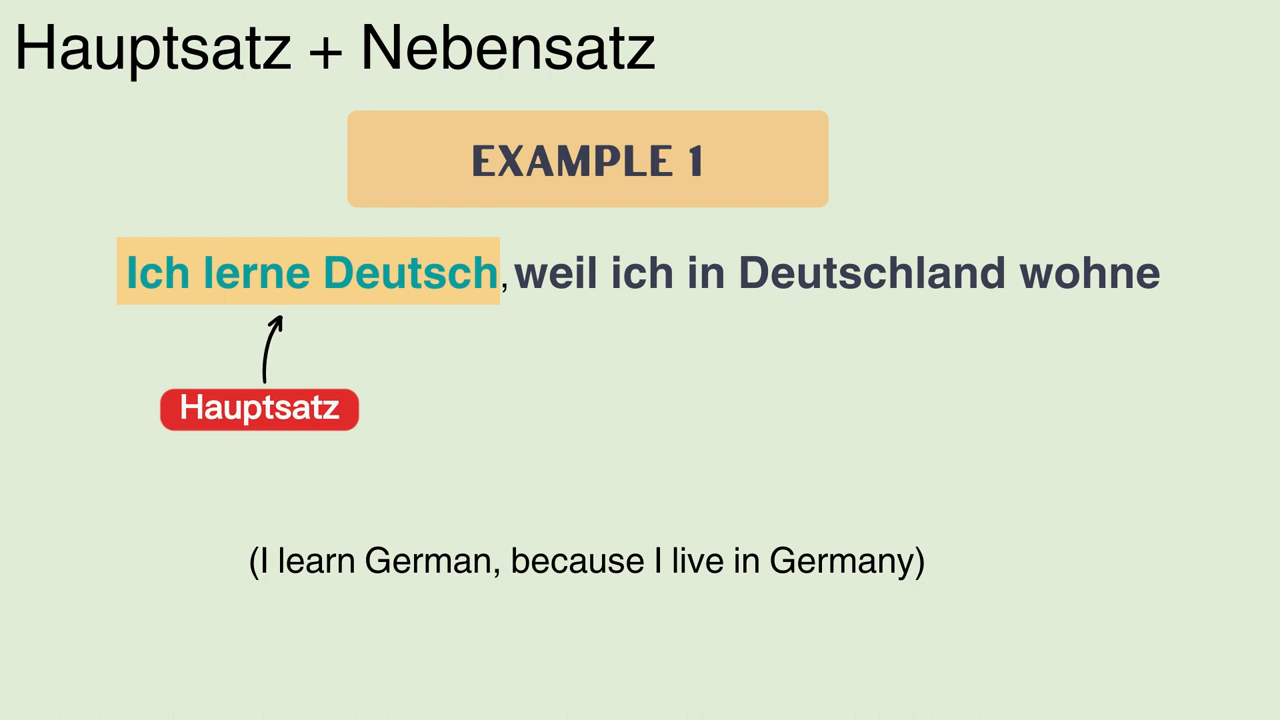 Hauptsatz + Nebensatz
EXAMPLE 1
Ich lerne Deutsch, weil ich in Deutschland wohne
Hauptsatz
(I learn German, because I live in Germany)